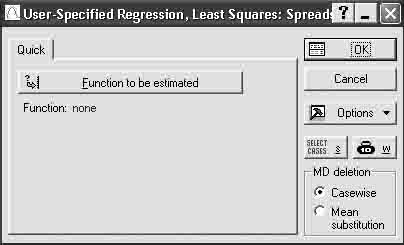 User-Specified Regression, Least Squares: Spreads
Quick
Function to be estimated
Function: none
OK
Cancel
Options
SELECT
CASES
S
W
MD deletion
Casewise
Mean
substitution